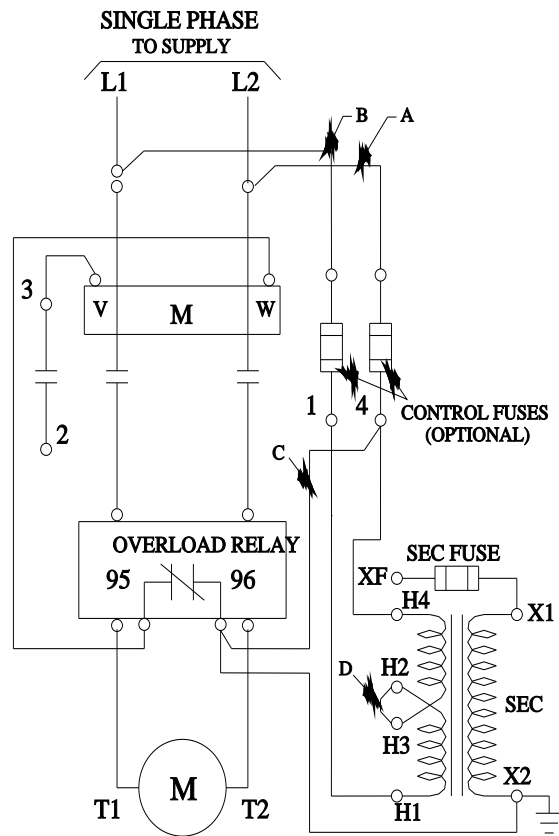 SINGLE PHASE
TO SUPPLY
L1 L2
B A
3
V M W
2
1 4
CONTROL FUSES
(OPTIONAL)
C
OVERLOAD RELAY
95 96
SEC FUSE
XF
H4 X1
D H2
SEC
H3
X2
T1 M T2
H1